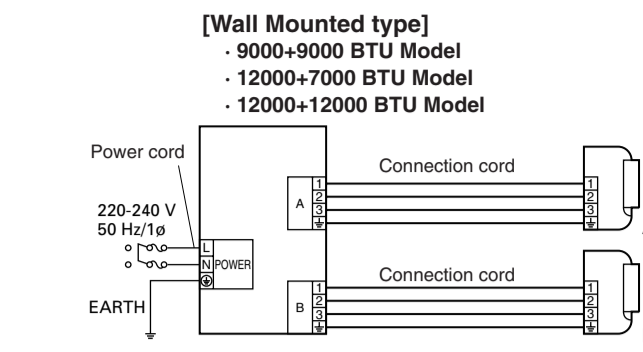 [Wall Mounted type]
· 9000+9000 BTU Model
· 12000+7000 BTU Model
· 12000+12000 BTU Model
Power cord
Connection cord
220-240 V
50 Hz/1ø
A
1
2
3
1
2
3
L
N
POWER
EARTH
Connection cord
B
1
2
3
1
2
3